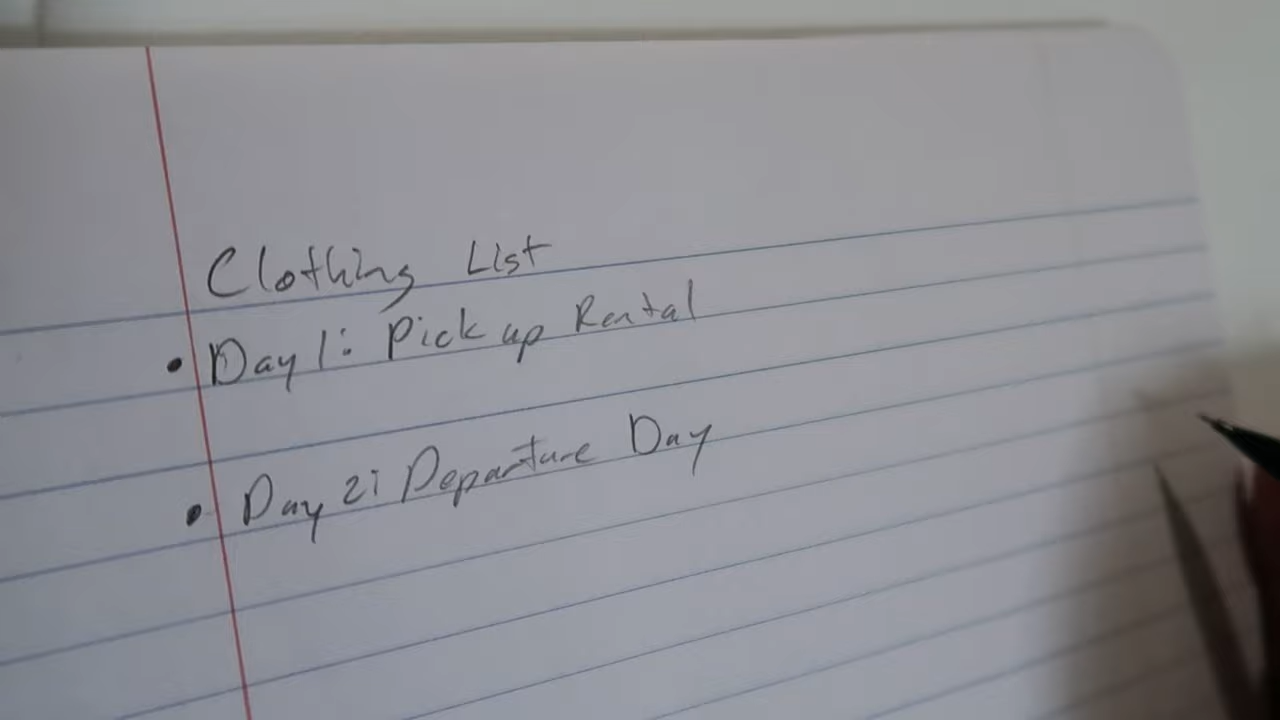 Clothing List
• Day 1: Pick up Rental
• Day 2: Departure Day